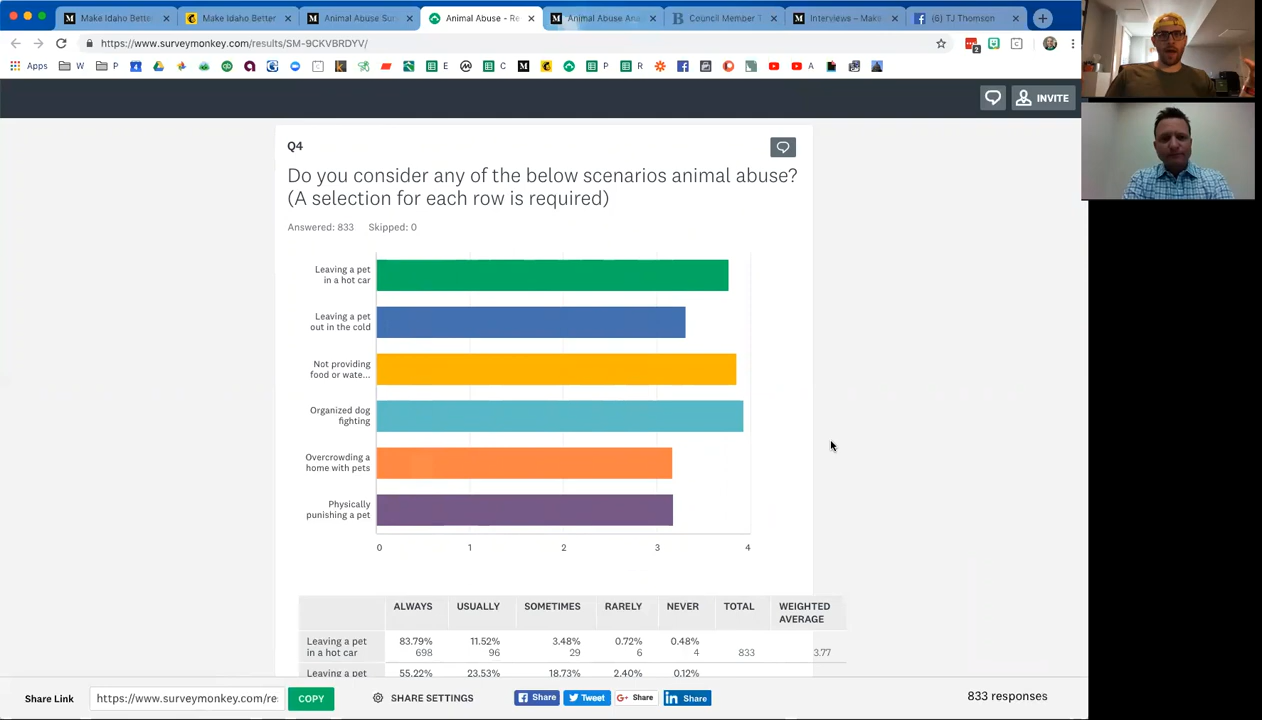 Make Idaho Better
Make Idaho Better
Animal Abuse Su
Animal Abuse - Re
Animal Abuse Ana
Council Member T
Interviews – Make
(6) TJ Thomson
https://www.surveymonkey.com/results/SM-9CKVBRDYV/
2
Apps
W
P
E
C
P
R
A
INVITE
Q4
Do you consider any of the below scenarios animal abuse?
(A selection for each row is required)
Answered: 833 Skipped: 0
Leaving a pet
in a hot car
Leaving a pet
out in the cold
Not providing
food or wate...
Organized dog
fighting
Overcrowding a
home with pets
Physically
punishing a pet
0 1 2 3 4
ALWAYS USUALLY SOMETIMES RARELY NEVER TOTAL WEIGHTED
AVERAGE
Leaving a pet 83.79% 11.52% 3.48% 0.72% 0.48%
in a hot car 698 96 29 6 4 833 3.77
Leaving a pet 55.22% 23.53% 18.73% 2.40% 0.12%
Share Link
https://www.surveymonkey.com/re
COPY
SHARE SETTINGS
Share
Tweet
G+ Share
in Share
833 responses